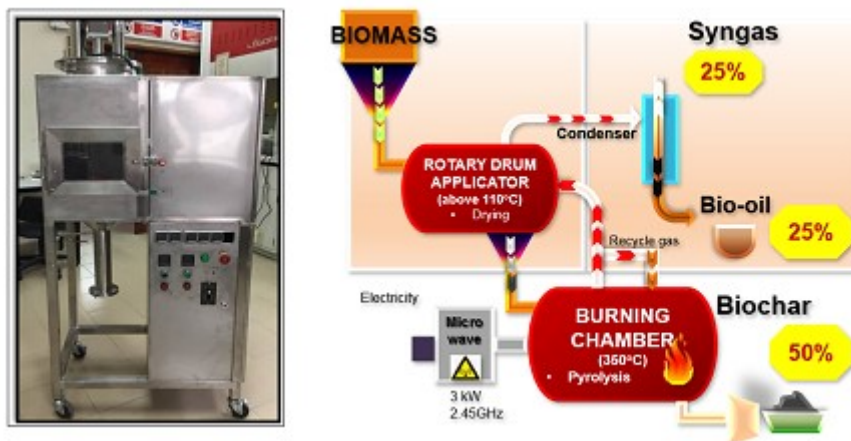 BIOMASS
Syngas
25%
Condenser
ROTARY DRUM
APPLICATOR
(above 110°C)
• Drying
Bio-oil
25%
Recycle gas
Electricity
Micro
wave
3 kW
2.45GHz
BURNING
CHAMBER
(350°C)
• Pyrolysis
Biochar
50%